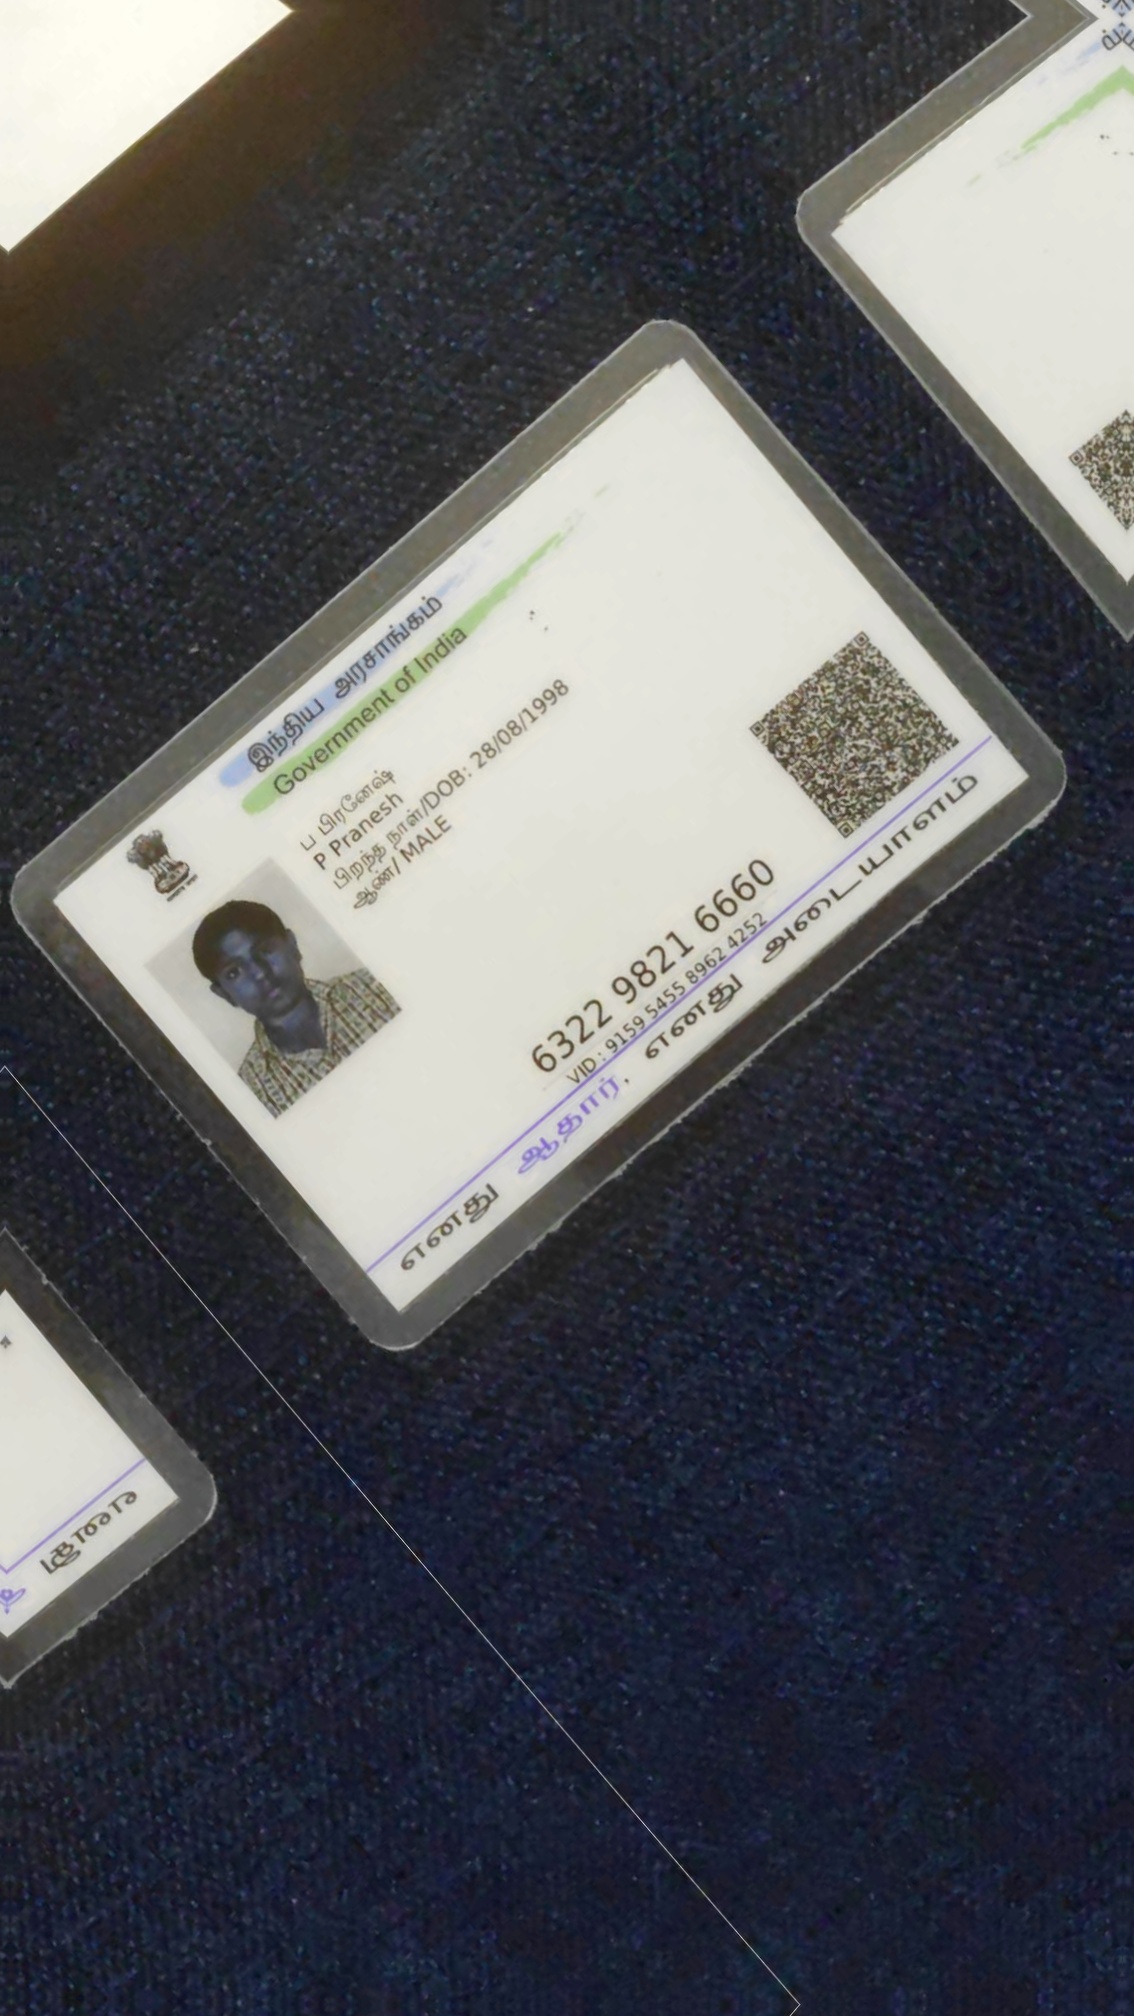 இந்திய அரசாங்கம்
Government of India
ப பிரனேஷ்
P Pranesh
பிறந்த நாள்/DOB: 28/08/1998
ஆண்/ MALE
6322 9821 6660
VID : 9159 5455 8962 4252
எனது ஆதார், எனது அடையாளம்